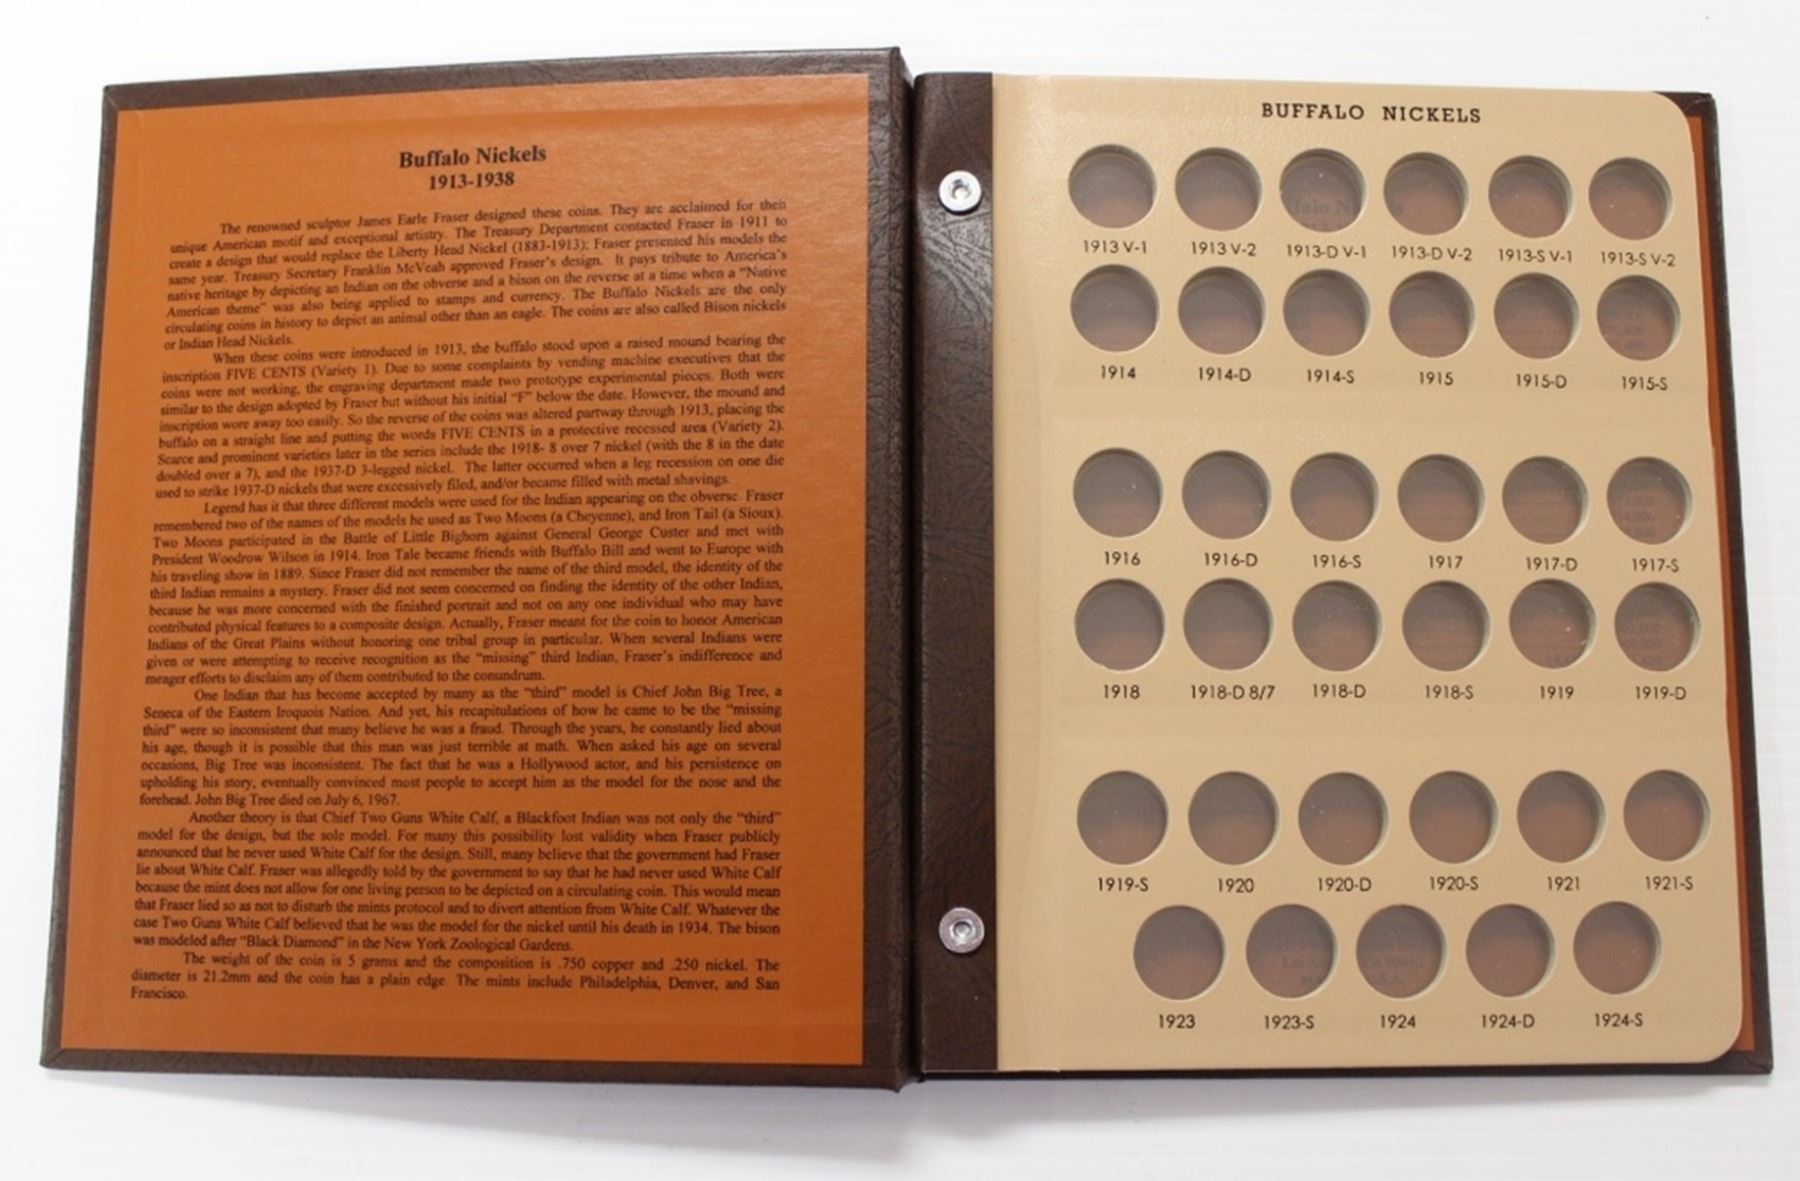 Buffalo Nickels
1913-1938
The renowned sculptor James Earle Fraser designed these coins. They are acclaimed for their
unique American motif and exceptional artistry. The Treasury Department contacted Fraser in 1911 to
create a design that would replace the Liberty Head Nickel (1883-1913); Fraser presented his models the
same year. Treasury Secretary Franklin McVeah approved Fraser's design. It pays tribute to America's
native heritage by depicting an Indian on the obverse and a bison on the reverse at a time when a "Native
American theme" was also being applied to stamps and currency. The Buffalo Nickels are the only
circulating coins in history to depict an animal other than an eagle. The coins are also called Bison nickels
or Indian Head Nickels.
When these coins were introduced in 1913, the buffalo stood upon a raised mound bearing the
inscription FIVE CENTS (Variety 1). Due to some complaints by vending machine executives that the
coins were not working, the engraving department made two prototype experimental pieces. Both were
similar to the design adopted by Fraser but without his initial "F" below the date. However, the mound and
inscription wore away too easily. So the reverse of the coins was altered partway through 1913, placing the
buffalo on a straight line and putting the words FIVE CENTS in a protective recessed area (Variety 2).
Scarce and prominent varieties later in the series include the 1918- 8 over 7 nickel (with the 8 in the date
doubled over a 7), and the 1937-D 3-legged nickel. The latter occurred when a leg recession on one die
used to strike 1937-D nickels that were excessively filed, and/or became filled with metal shavings.
Legend has it that three different models were used for the Indian appearing on the obverse. Fraser
remembered two of the names of the models he used as Two Moons (a Cheyenne), and Iron Tail (a Sioux).
Two Moons participated in the Battle of Little Bighorn against General George Custer and met with
President Woodrow Wilson in 1914. Iron Tale became friends with Buffalo Bill and went to Europe with
his traveling show in 1889. Since Fraser did not remember the name of the third model, the identity of the
third Indian remains a mystery. Fraser did not seem concerned on finding the identity of the other Indian,
because he was more concerned with the finished portrait and not on any one individual who may have
contributed physical features to a composite design. Actually, Fraser meant for the coin to honor American
Indians of the Great Plains without honoring one tribal group in particular. When several Indians were
given or were attempting to receive recognition as the "missing" third Indian, Fraser's indifference and
meager efforts to disclaim any of them contributed to the conundrum.
One Indian that has become accepted by many as the "third" model is Chief John Big Tree, a
Seneca of the Eastern Iroquois Nation. And yet, his recapitulations of how he came to be the "missing
third" were so inconsistent that many believe he was a fraud. Through the years, he constantly lied about
his age, though it is possible that this man was just terrible at math. When asked his age on several
occasions, Big Tree was inconsistent. The fact that he was a Hollywood actor, and his persistence on
upholding his story, eventually convinced most people to accept him as the model for the nose and the
forehead. John Big Tree died on July 6, 1967.
Another theory is that Chief Two Guns White Calf, a Blackfoot Indian was not only the "third"
model for the design, but the sole model. For many this possibility lost validity when Fraser publicly
announced that he never used White Calf for the design. Still, many believe that the government had Fraser
lie about White Calf. Fraser was allegedly told by the government to say that he had never used White Calf
because the mint does not allow for one living person to be depicted on a circulating coin. This would mean
that Fraser lied so as not to disturb the mints protocol and to divert attention from White Calf. Whatever the
case Two Guns White Calf believed that he was the model for the nickel until his death in 1934. The bison
was modeled after "Black Diamond" in the New York Zoological Gardens.
The weight of the coin is 5 grams and the composition is .750 copper and .250 nickel. The
diameter is 21.2mm and the coin has a plain edge. The mints include Philadelphia, Denver, and San
Francisco.
BUFFALO NICKELS
1913 V-1 1913 V-2 1913-D V-1 1913-D V-2 1913-S V-1 1913-S V-2
1914 1914-D 1914-S 1915 1915-D 1915-S
1916 1916-D 1916-S 1917 1917-D 1917-S
1918 1918-D 8/7 1918-D 1918-S 1919 1919-D
1919-S 1920 1920-D 1920-S 1921 1921-S
1923 1923-S 1924 1924-D 1924-S